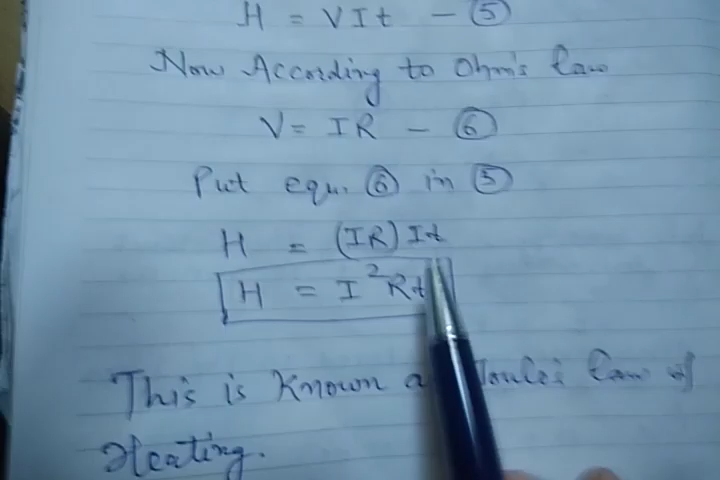 H = VIt - ⑤
Now According to Ohm's law
V = IR - ⑥
Put equ. ⑥ in ⑤
H = (IR) It
H = I²Rt
This is Known a Joule's law of
Heating.